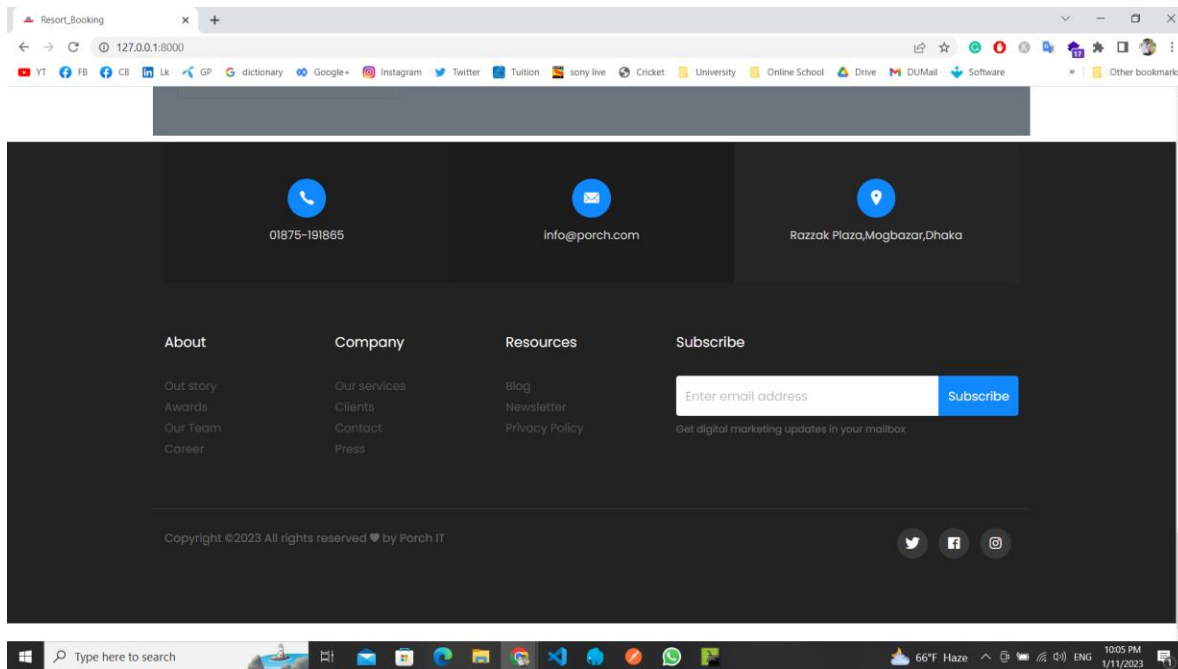 Resort_Booking
127.0.0.1:8000
YT FB CB Lk GP dictionary Google+ Instagram Twitter Tuition sony live Cricket University Online School Drive DUMail Software » Other bookmark
17
01875-191865 info@porch.com Razzak Plaza,Mogbazar,Dhaka
About Company Resources Subscribe
Out story Our services Blog
Enter email address Subscribe
Awards Clients Newsletter
Our Team Contact Privacy Policy Get digital marketing updates in your mailbox
Career Press
Copyright ©2023 All rights reserved ♥ by Porch IT
Type here to search 66°F Haze ENG 10:05 PM
1/11/2023